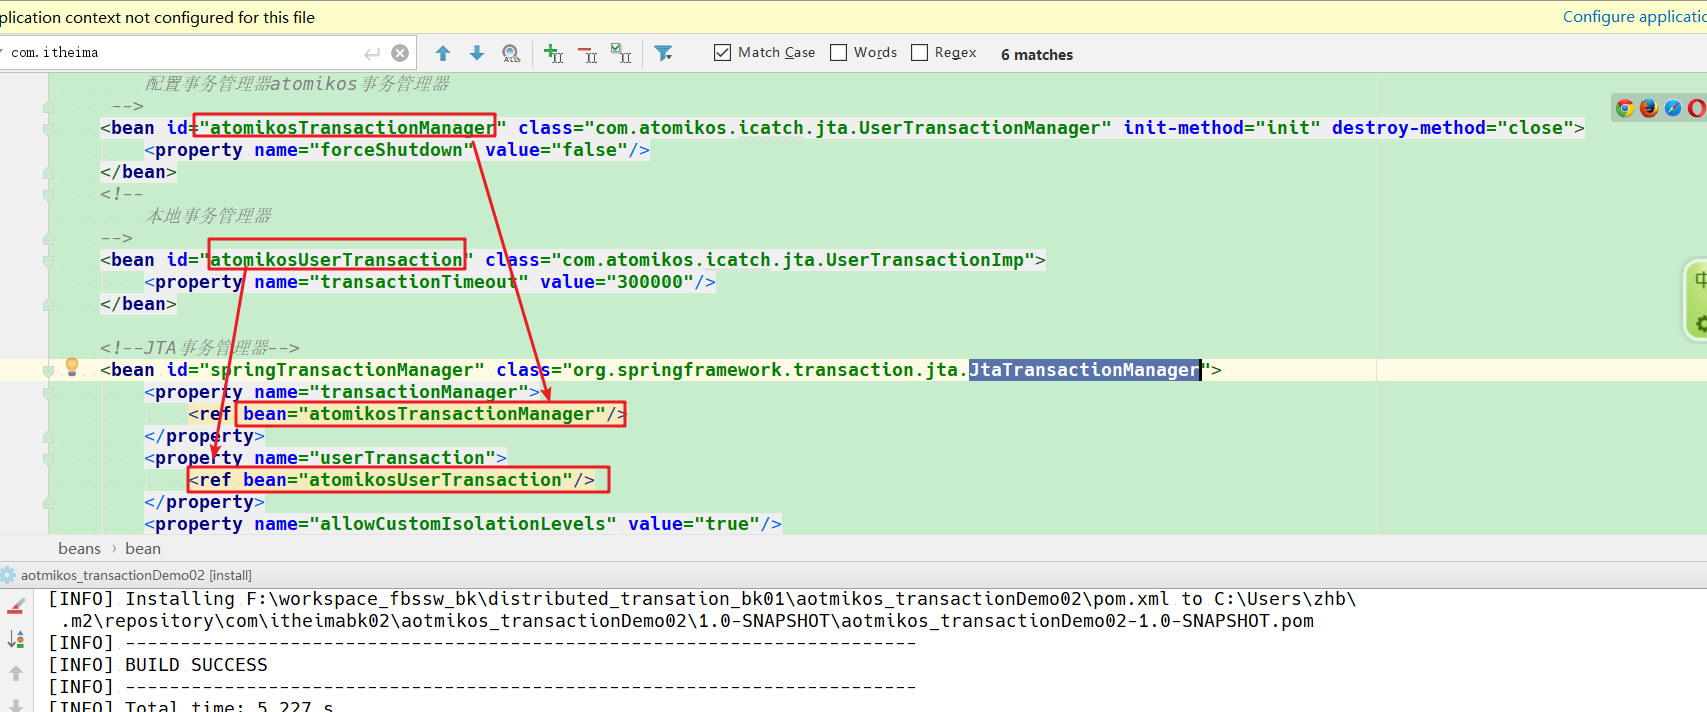 plication context not configured for this file
Configure applicatio
com.itheima
Match Case
Words
Regex
6 matches
配置事务管理器atomikos事务管理器
-->
<bean id="atomikosTransactionManager" class="com.atomikos.icatch.jta.UserTransactionManager" init-method="init" destroy-method="close">
<property name="forceShutdown" value="false"/>
</bean>
<!--
本地事务管理器
-->
<bean id="atomikosUserTransaction" class="com.atomikos.icatch.jta.UserTransactionImp">
<property name="transactionTimeout" value="300000"/>
</bean>
<!--JTA事务管理器-->
<bean id="springTransactionManager" class="org.springframework.transaction.jta.JtaTransactionManager">
<property name="transactionManager">
<ref bean="atomikosTransactionManager"/>
</property>
<property name="userTransaction">
<ref bean="atomikosUserTransaction"/>
</property>
<property name="allowCustomIsolationLevels" value="true"/>
beans › bean
aotmikos_transactionDemo02 [install]
[INFO] Installing F:\workspace_fbssw_bk\distributed_transation_bk01\aotmikos_transactionDemo02\pom.xml to C:\Users\zhb\
.m2\repository\com\itheimabk02\aotmikos_transactionDemo02\1.0-SNAPSHOT\aotmikos_transactionDemo02-1.0-SNAPSHOT.pom
[INFO] ------------------------------------------------------------------------
[INFO] BUILD SUCCESS
[INFO] ------------------------------------------------------------------------
[INFO] Total time: 5.227 s